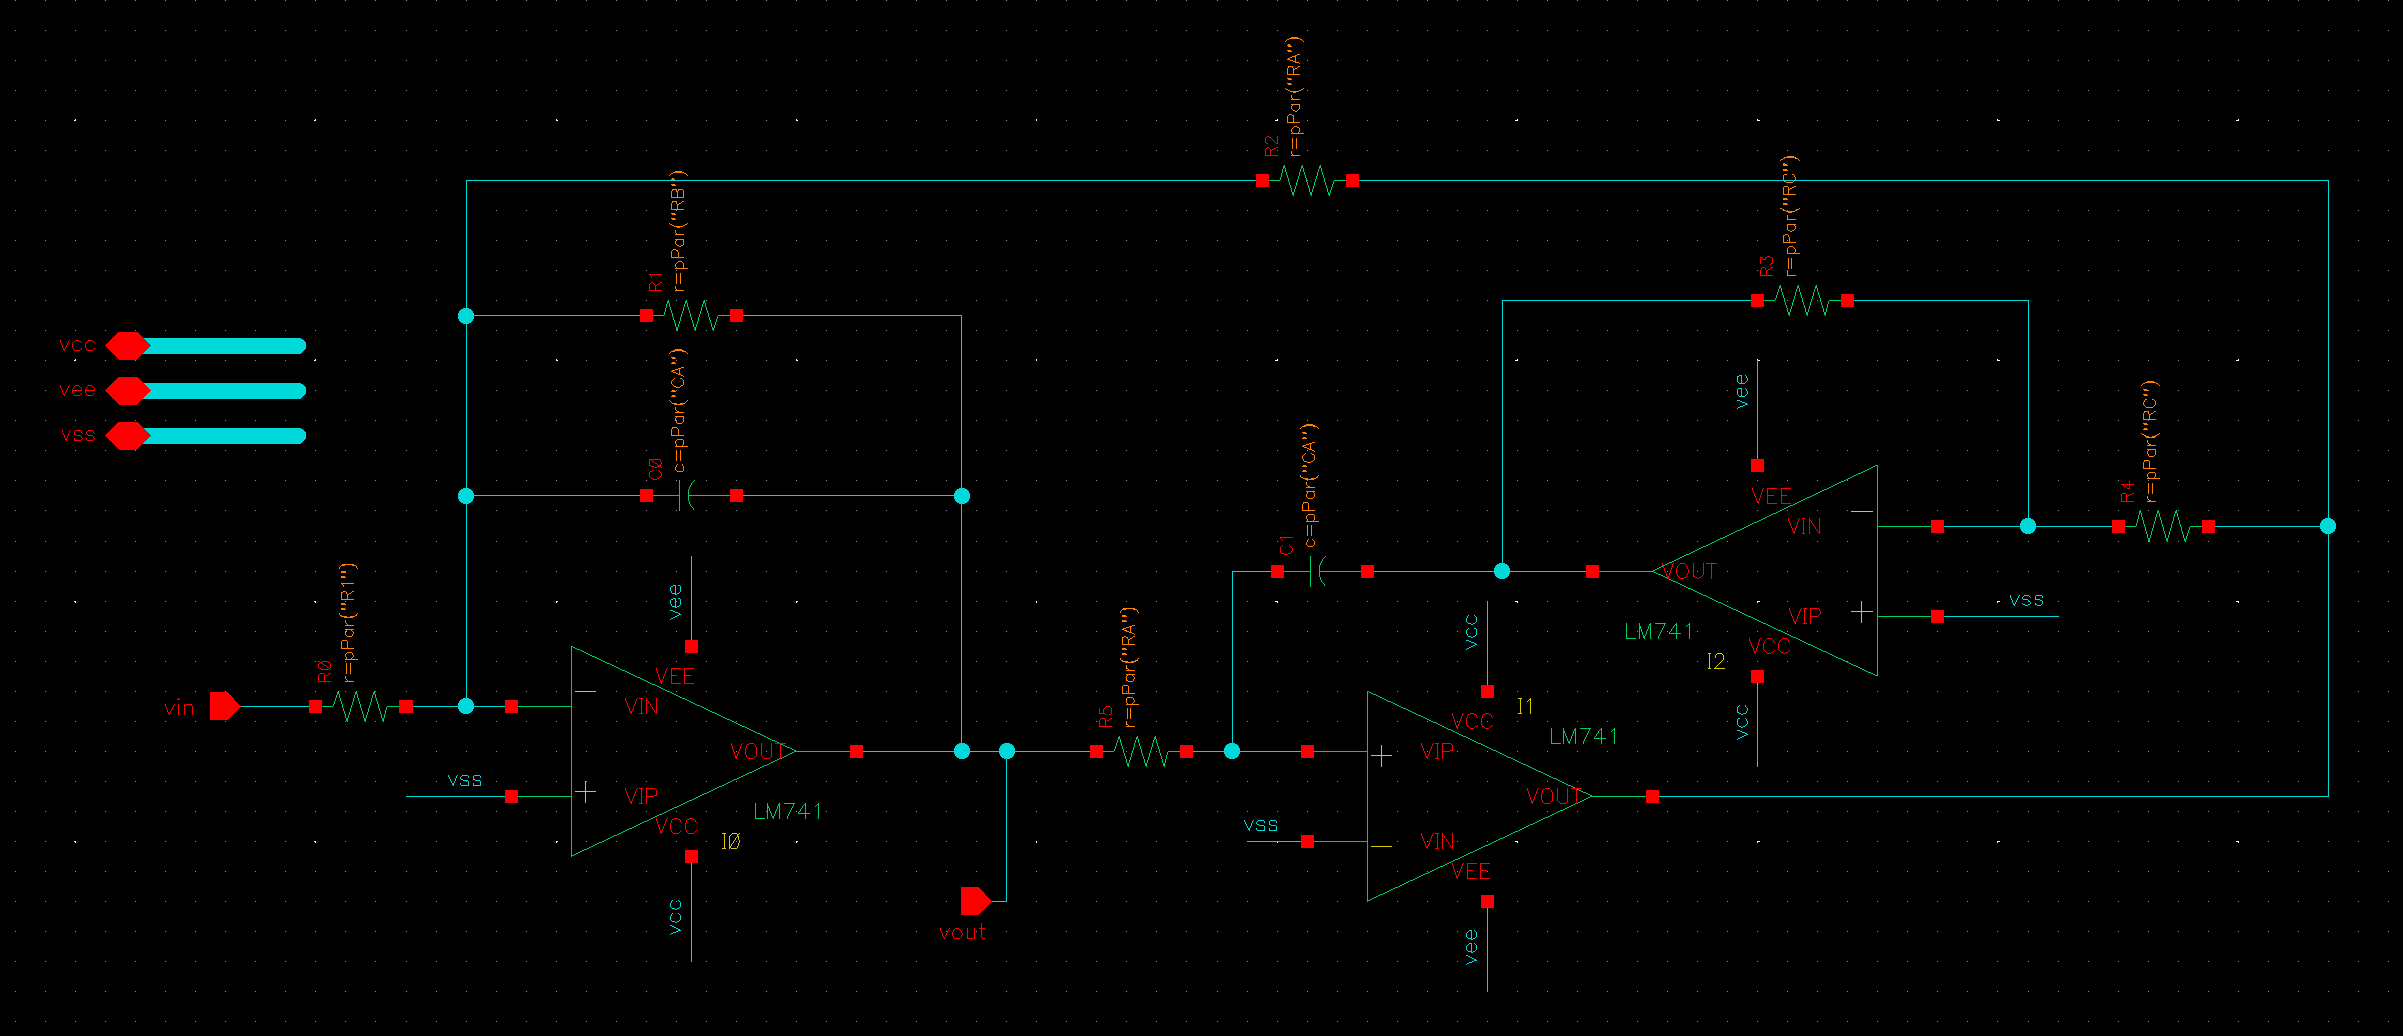 R2
r=pPar("RA")
R1
r=pPar("RB")
R3
r=pPar("RC")
vcc
vee
vss
C0
c=pPar("CA")
vee
R4
r=pPar("RC")
C1
c=pPar("CA")
VEE
VIN
VOUT
VIP
VCC
vss
LM741
I2
vcc
vin
R0
r=pPar("R1")
vee
VEE
VIN
VOUT
vss
VIP
VCC
LM741
I0
vcc
vout
R5
r=pPar("RA")
vcc
I1
VCC
LM741
VIP
VOUT
vss
VIN
VEE
vee